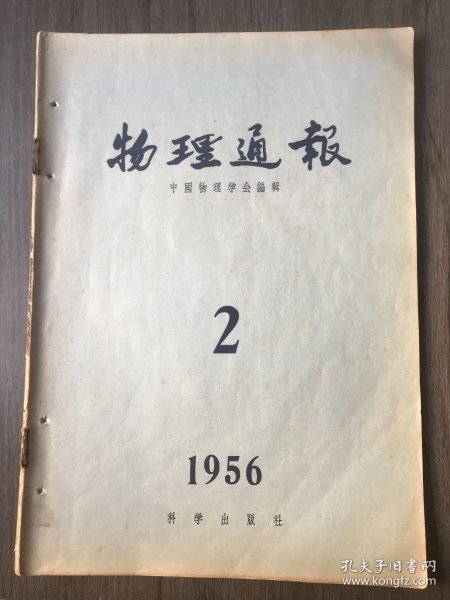 物理通報
中國物理学会編輯
2
1956
科学出版社
孔夫子旧书网
www.kongfz.com